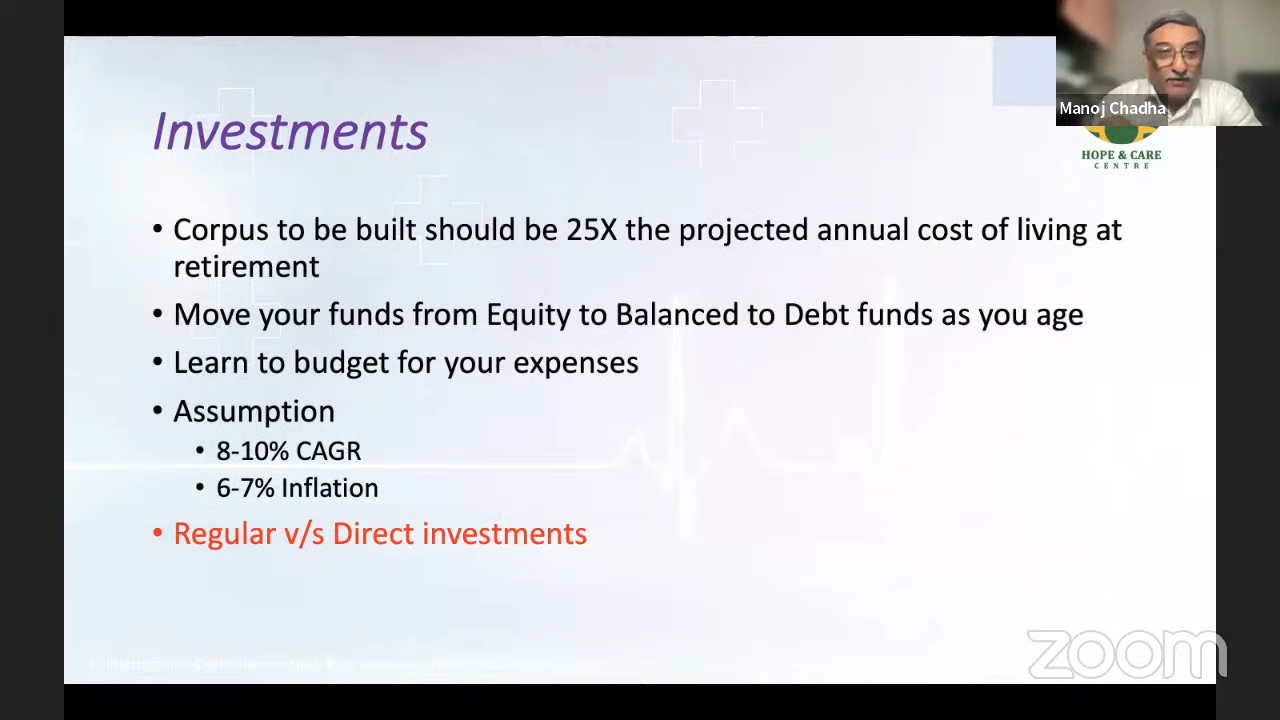 Manoj Chadha
HOPE & CARE
CENTRE
Investments
• Corpus to be built should be 25X the projected annual cost of living at
retirement
• Move your funds from Equity to Balanced to Debt funds as you age
• Learn to budget for your expenses
• Assumption
• 8-10% CAGR
• 6-7% Inflation
• Regular v/s Direct investments
zoom